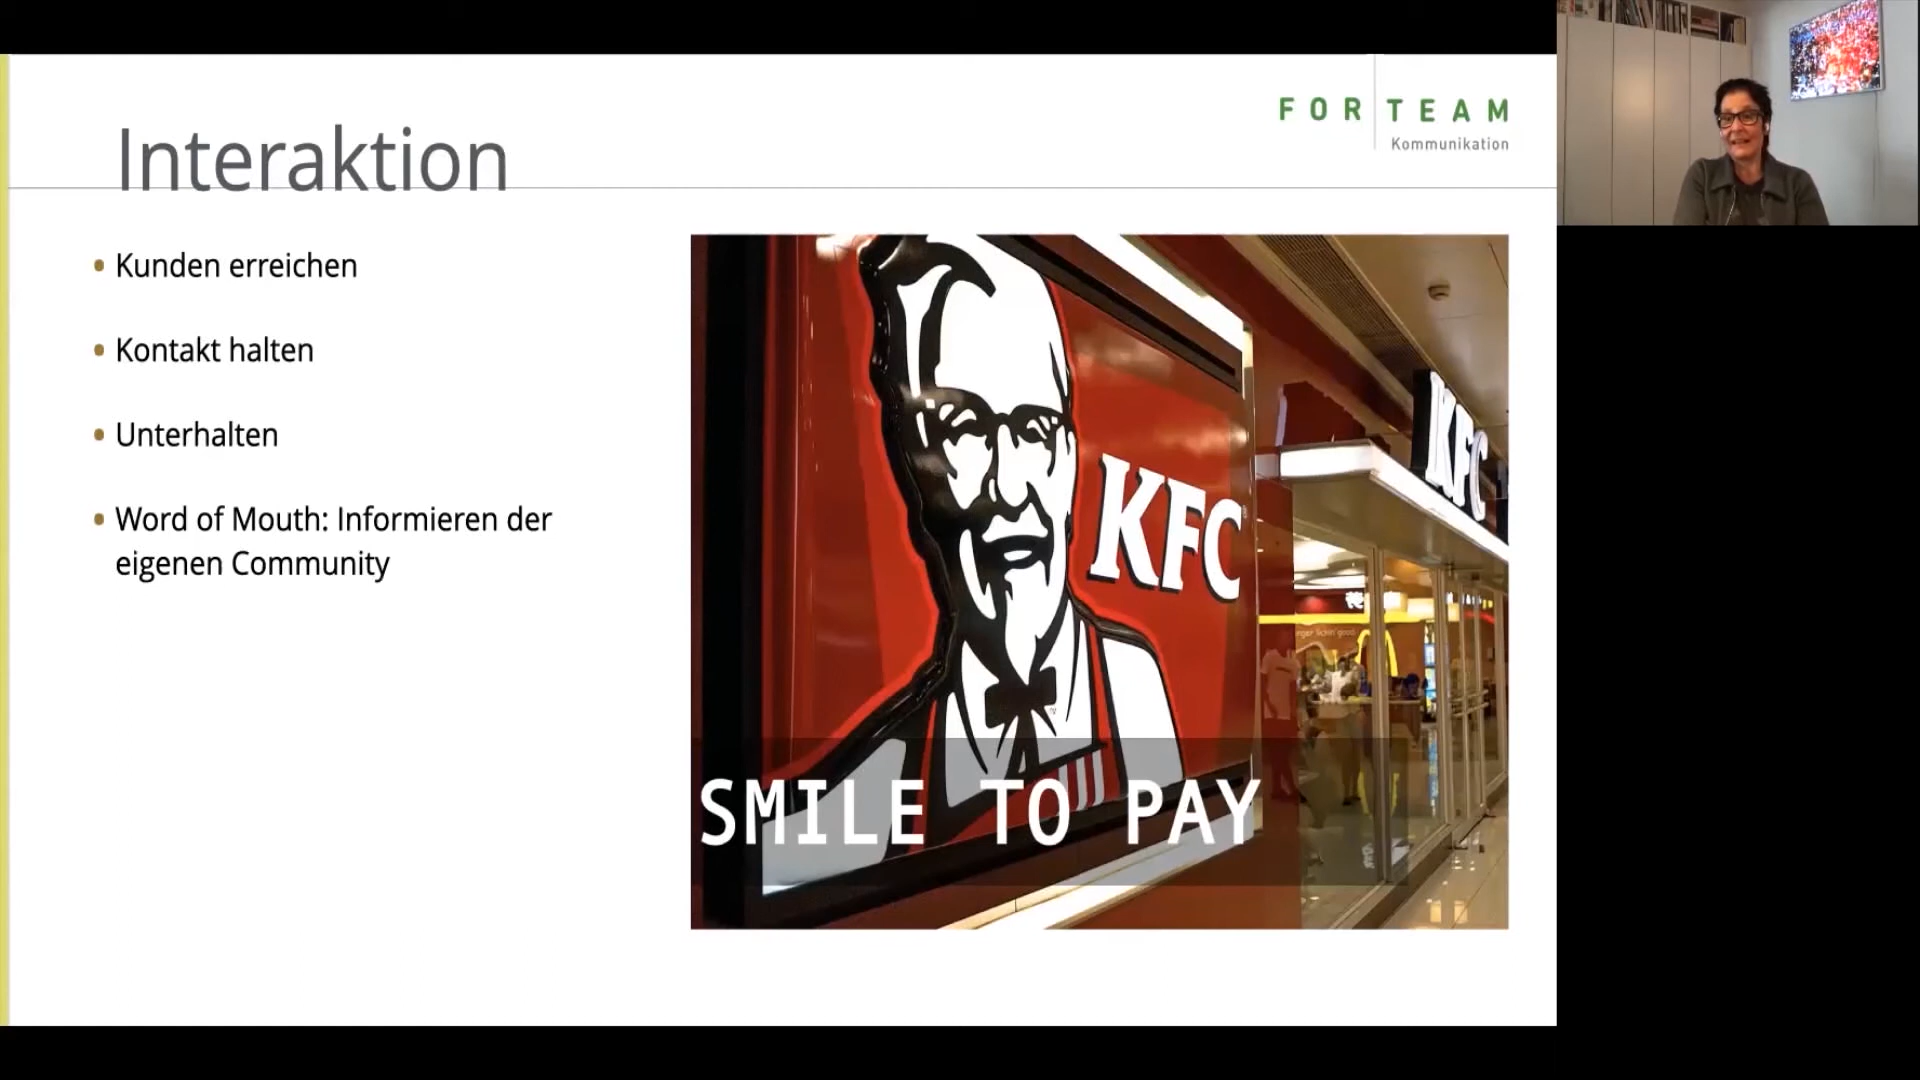 FOR TEAM
Kommunikation
Interaktion
• Kunden erreichen
• Kontakt halten
• Unterhalten
• Word of Mouth: Informieren der
eigenen Community
KFC
KFC
SMILE TO PAY